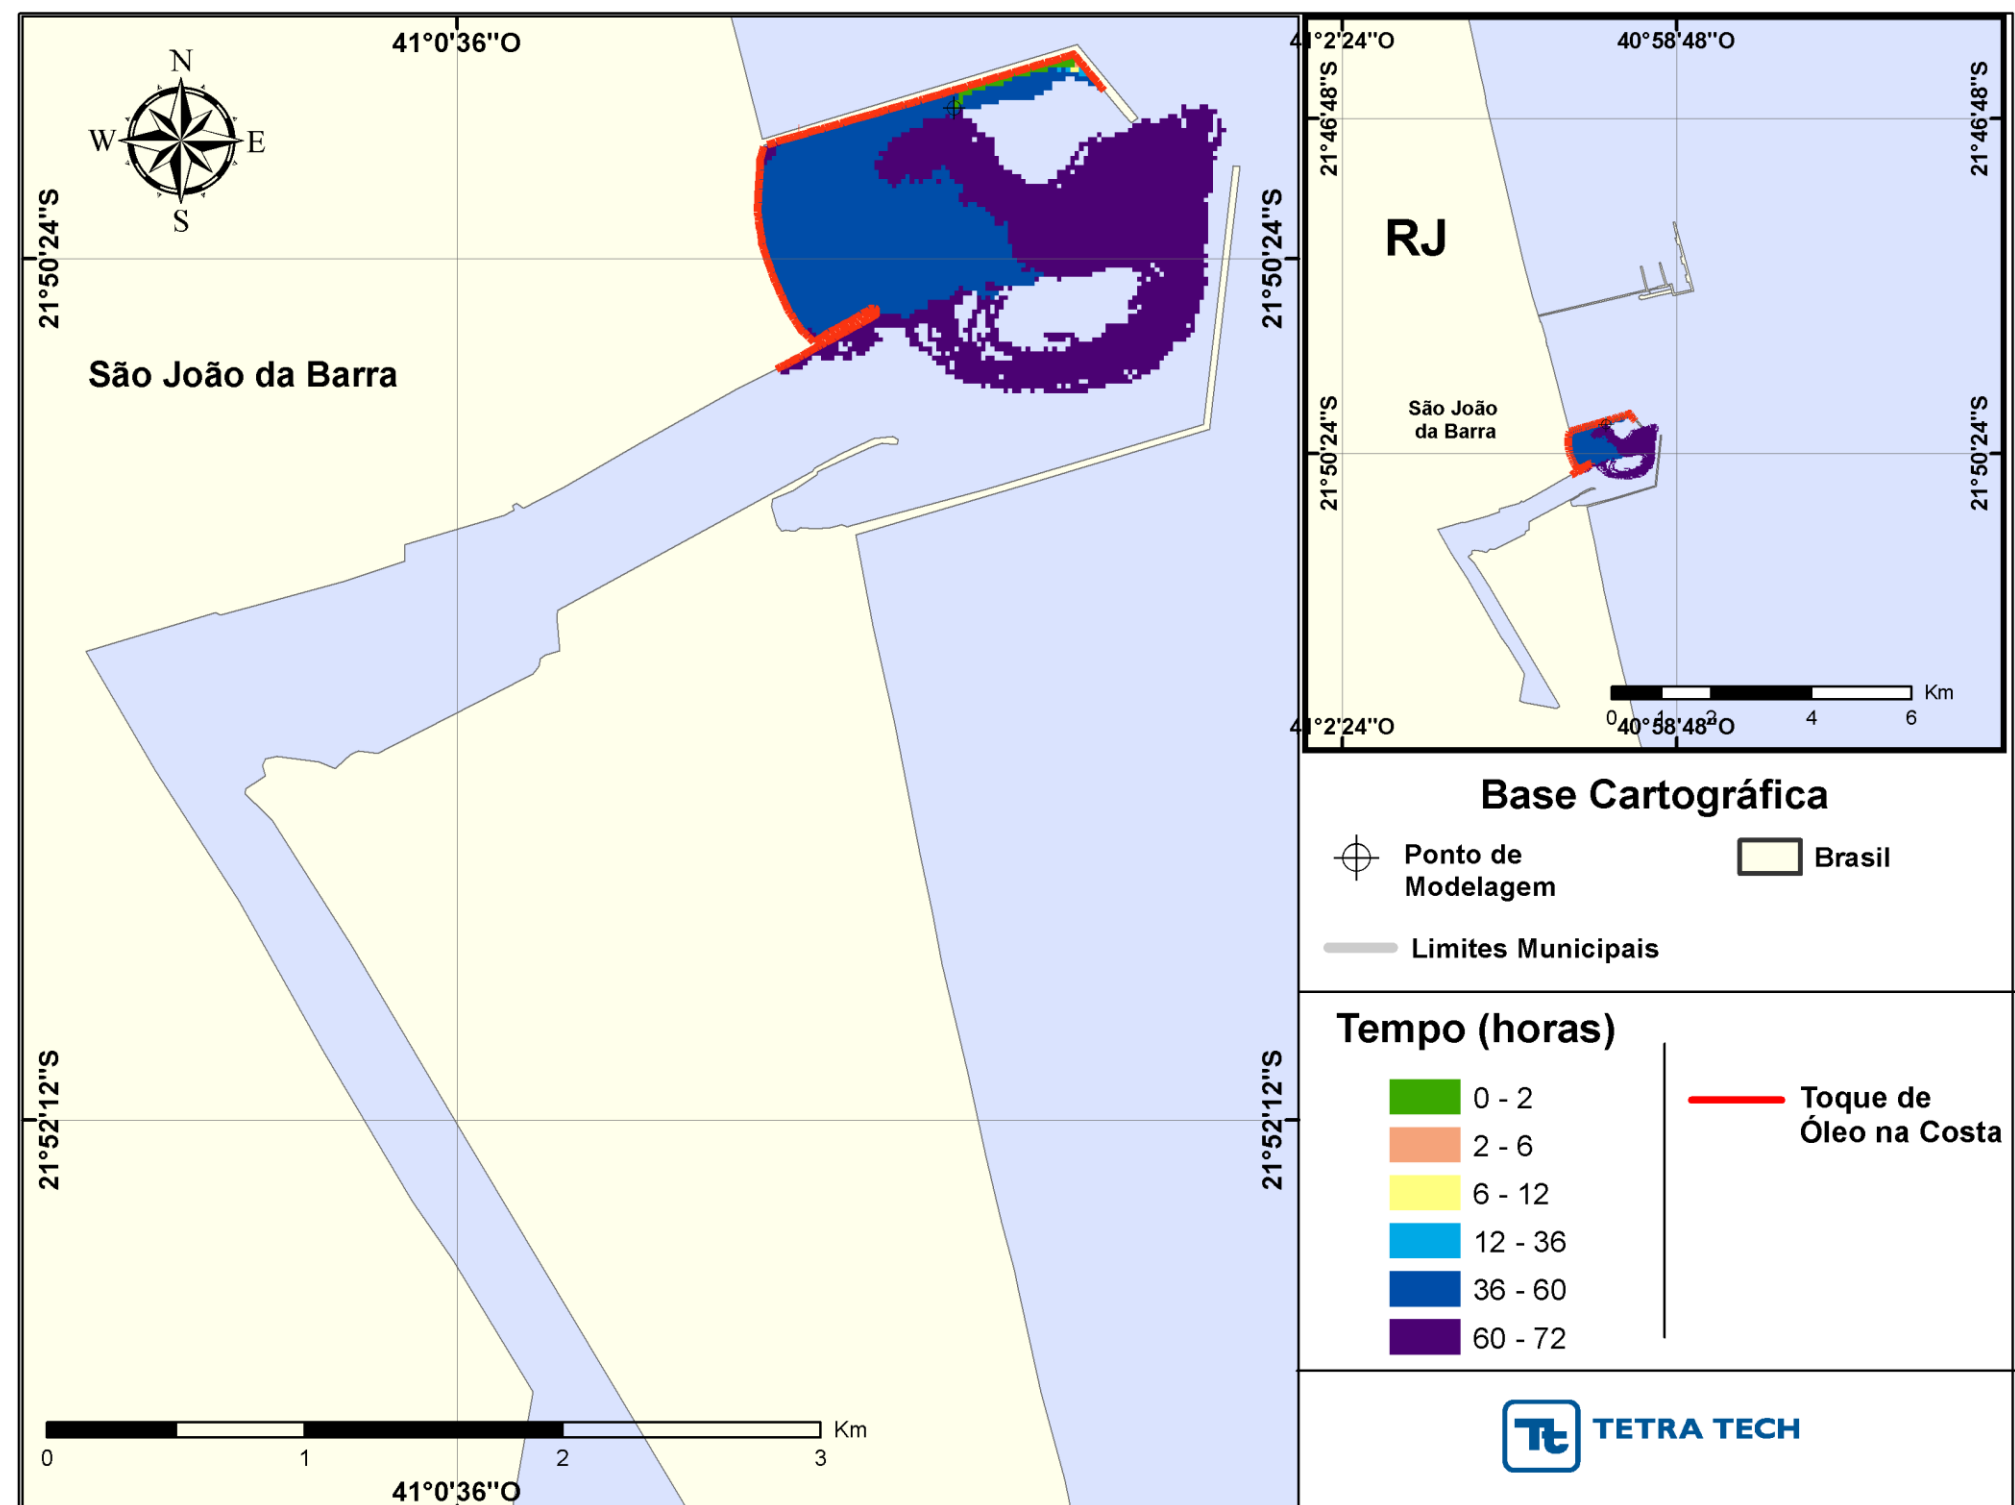 41°0'36"O
N
W
E
S
21°50'24"S
21°50'24"S
São João da Barra
21°52'12"S
21°52'12"S
Km
0
1
2
3
41°0'36"O
41°2'24"O
40°58'48"O
21°46'48"S
21°46'48"S
RJ
São João
da Barra
21°50'24"S
21°50'24"S
Km
0
1
2
4
6
41°2'24"O
40°58'48"O
Base Cartográfica
Ponto de
Modelagem
Brasil
Limites Municipais
Tempo (horas)
0 - 2
2 - 6
6 - 12
12 - 36
36 - 60
60 - 72
Toque de
Óleo na Costa
Tt
TETRA TECH